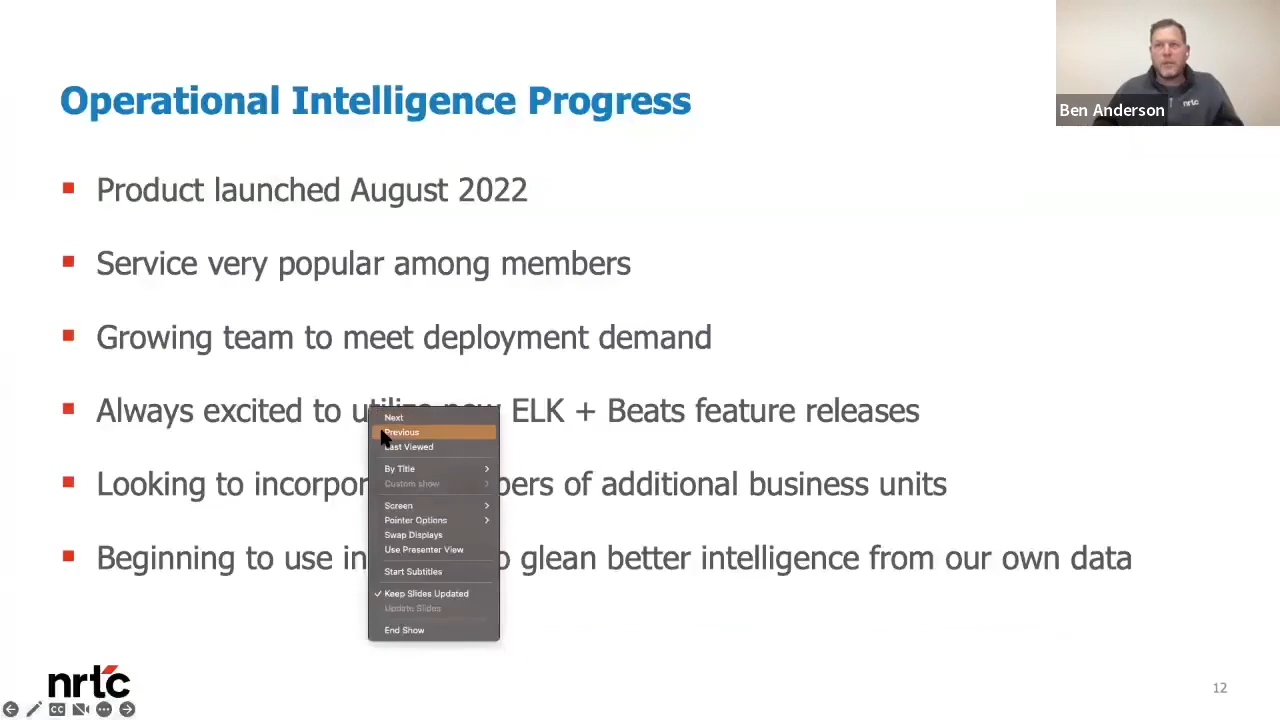 Operational Intelligence Progress
nrtc
Ben Anderson
Product launched August 2022
Service very popular among members
Growing team to meet deployment demand
Always excited to ELK + Beats feature releases
Looking to of additional business units
Beginning to use glean better intelligence from our own data
Next
Previous
Last Viewed
By Title
Custom show
Screen
Pointer Options
Swap Displays
Use Presenter View
Start Subtitles
Keep Slides Updated
Update Slides
End Show
nrtc
CC
12